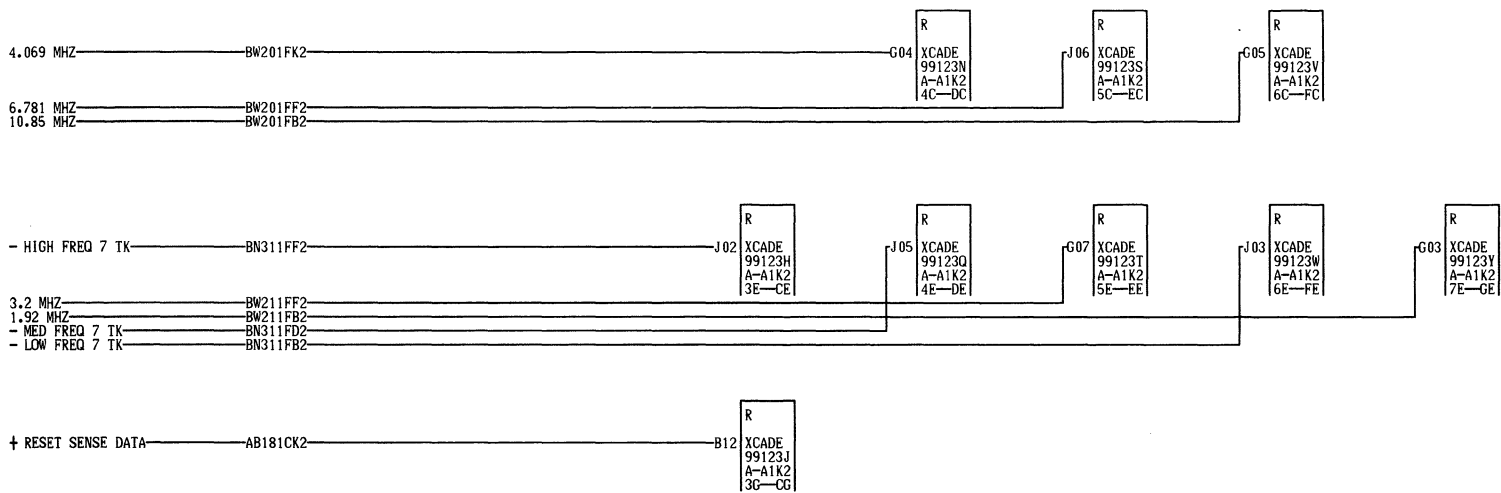 R R R
4.069 MHZ BW201FK2 G04 XCADE J06 XCADE G05 XCADE
99123N 99123S 99123V
A-A1K2 A-A1K2 A-A1K2
4C—DC 5C—EC 6C—FC
6.781 MHZ BW201FF2
10.85 MHZ BW201FB2
R R R R R
- HIGH FREQ 7 TK BN311FF2 J02 XCADE J05 XCADE G07 XCADE J03 XCADE G03 XCADE
99123H 99123Q 99123T 99123W 99123Y
A-A1K2 A-A1K2 A-A1K2 A-A1K2 A-A1K2
3E—CE 4E—DE 5E—EE 6E—FE 7E—GE
3.2 MHZ BW211FF2
1.92 MHZ BW211FB2
- MED FREQ 7 TK BN311FD2
- LOW FREQ 7 TK BN311FB2
R
+ RESET SENSE DATA AB181CK2 B12 XCADE
99123J
A-A1K2
3G—CG